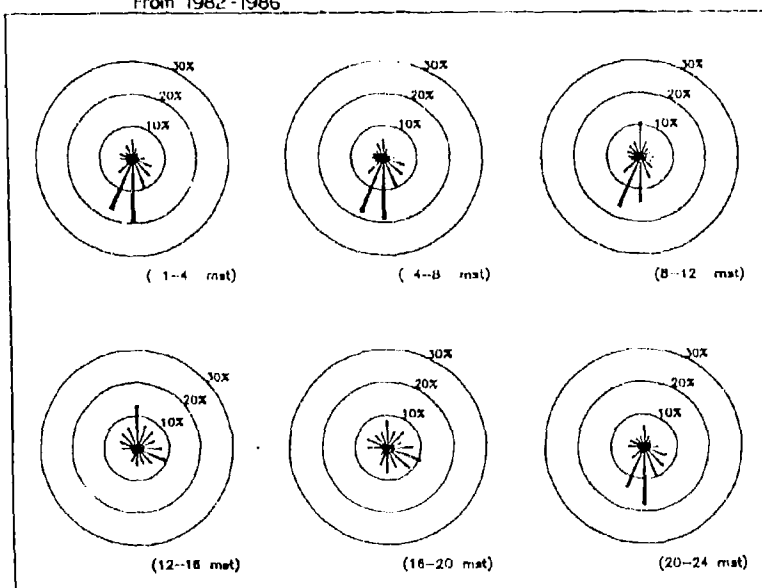 From 1982-1986
30%
20%
10%
( 1-4 mst)
30%
20%
10%
( 4-8 mst)
30%
20%
10%
(8-12 mst)
30%
20%
10%
(12-16 mst)
30%
20%
10%
(16-20 mst)
30%
20%
10%
(20-24 mst)